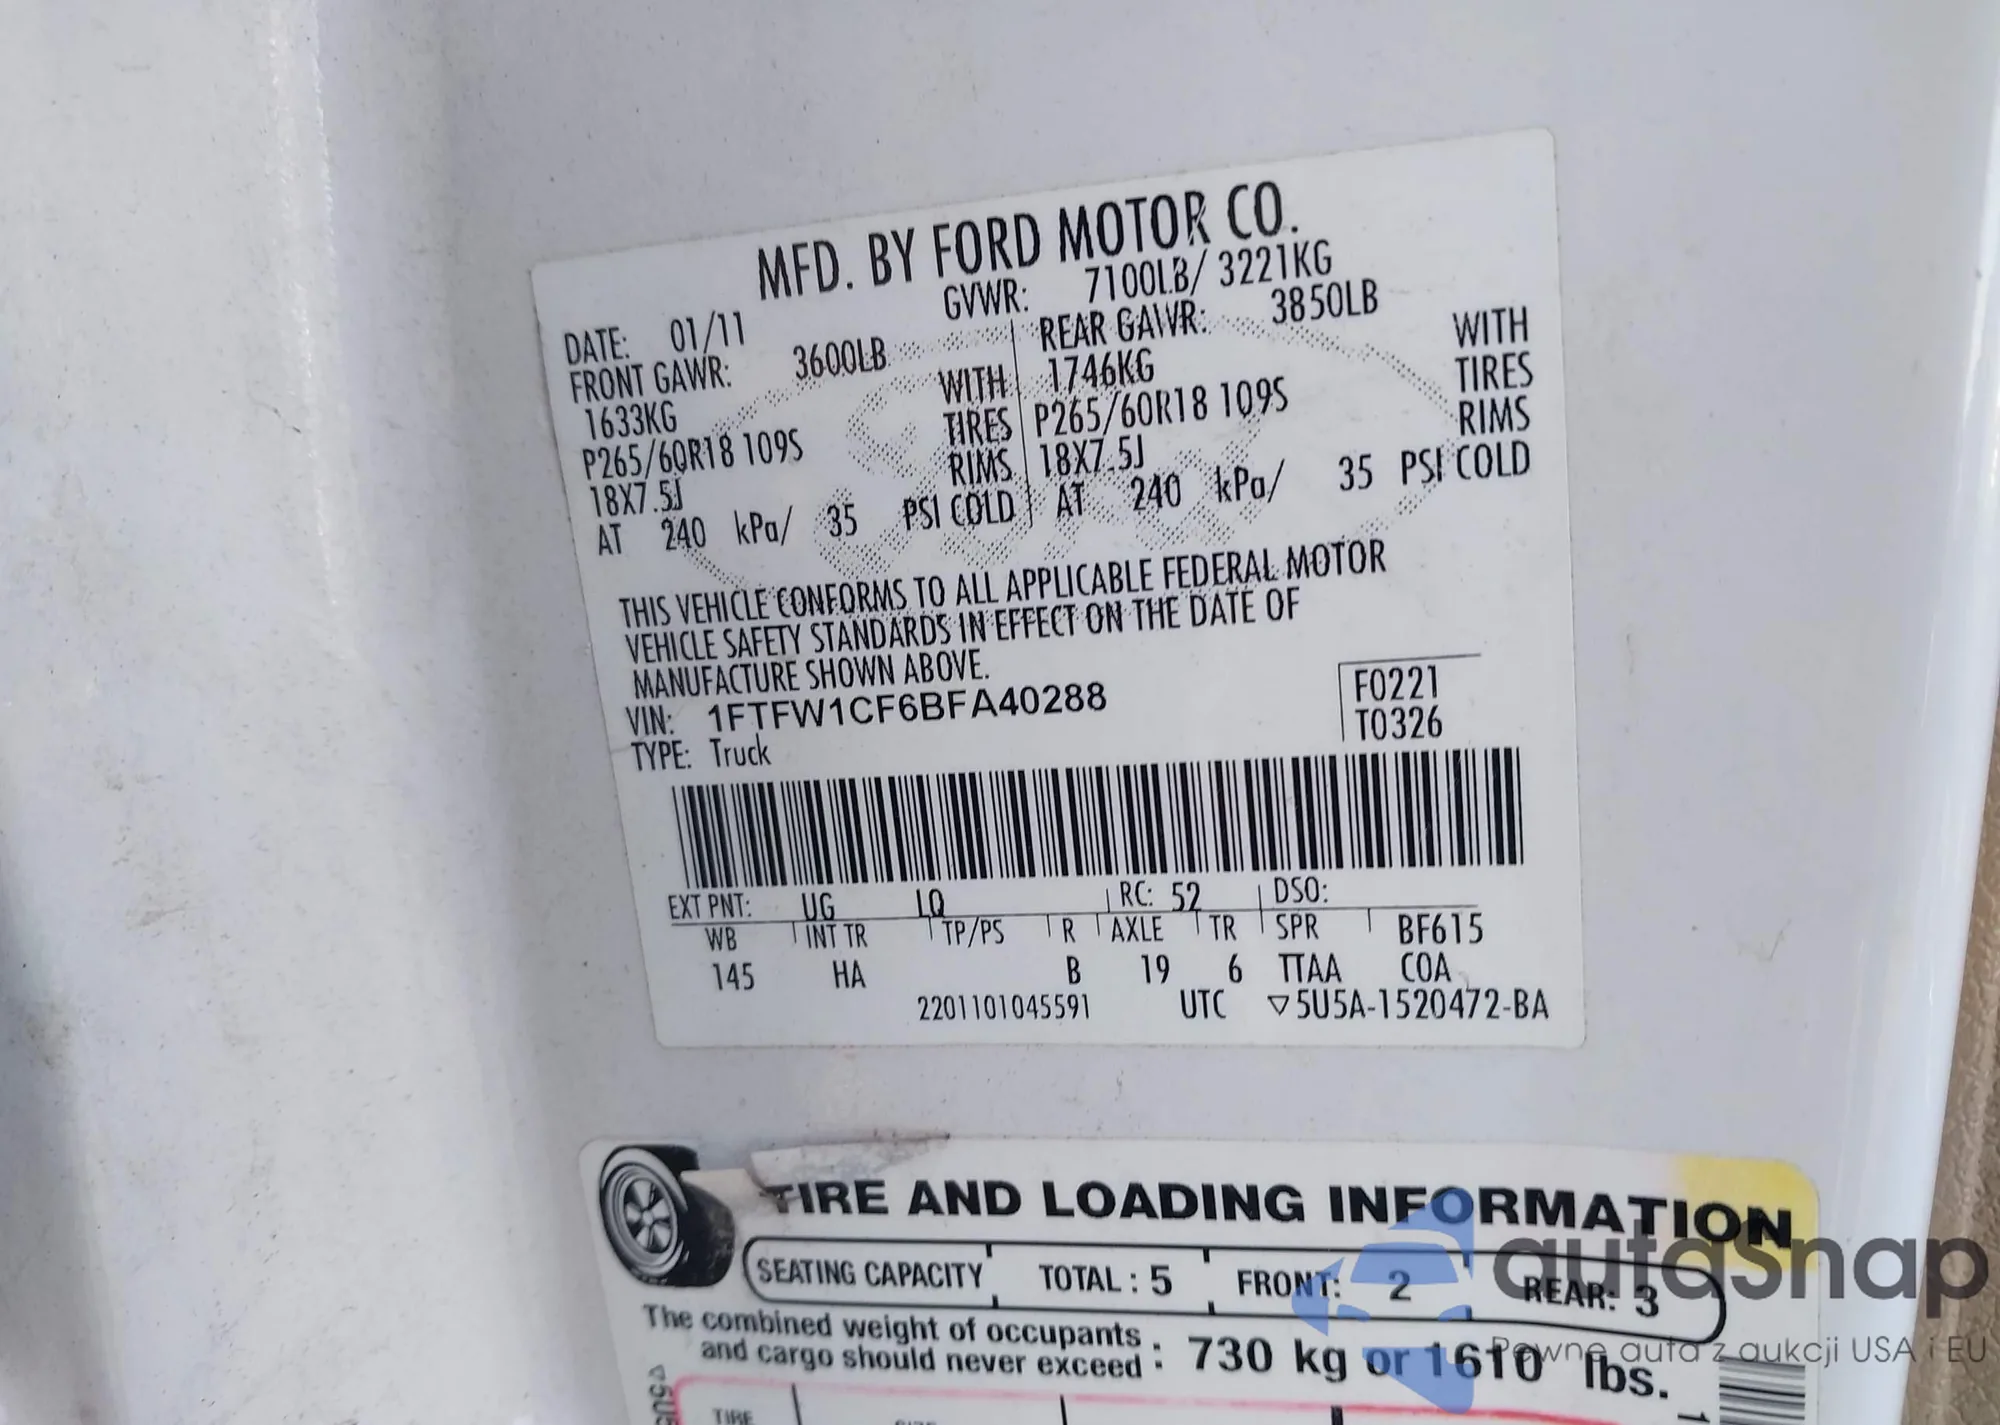 MFD. BY FORD MOTOR CO.
DATE: 01/11 GVWR: 7100LB/ 3221KG
FRONT GAWR: 3600LB REAR GAWR: 3850LB
1633KG WITH 1746KG WITH
P265/60R18 109S TIRES P265/60R18 109S TIRES
18X7.5J RIMS 18X7.5J RIMS
AT 240 kPa/ 35 PSI COLD AT 240 kPa/ 35 PSI COLD
THIS VEHICLE CONFORMS TO ALL APPLICABLE FEDERAL MOTOR
VEHICLE SAFETY STANDARDS IN EFFECT ON THE DATE OF
MANUFACTURE SHOWN ABOVE.
VIN: 1FTFW1CF6BFA40288 F0221
TYPE: Truck T0326
EXT PNT: UG LQ RC: 52 DSO:
WB INT TR TP/PS R AXLE TR SPR BF615
145 HA B 19 6 TTAA COA
2201101045591 UTC ▽5U5A-1520472-BA
TIRE AND LOADING INFORMATION
SEATING CAPACITY TOTAL : 5 FRONT: 2 REAR: 3
The combined weight of occupants
and cargo should never exceed : 730 kg or 1610 lbs.
TIRE
autasnap
Pewne auta z aukcji USA i EU